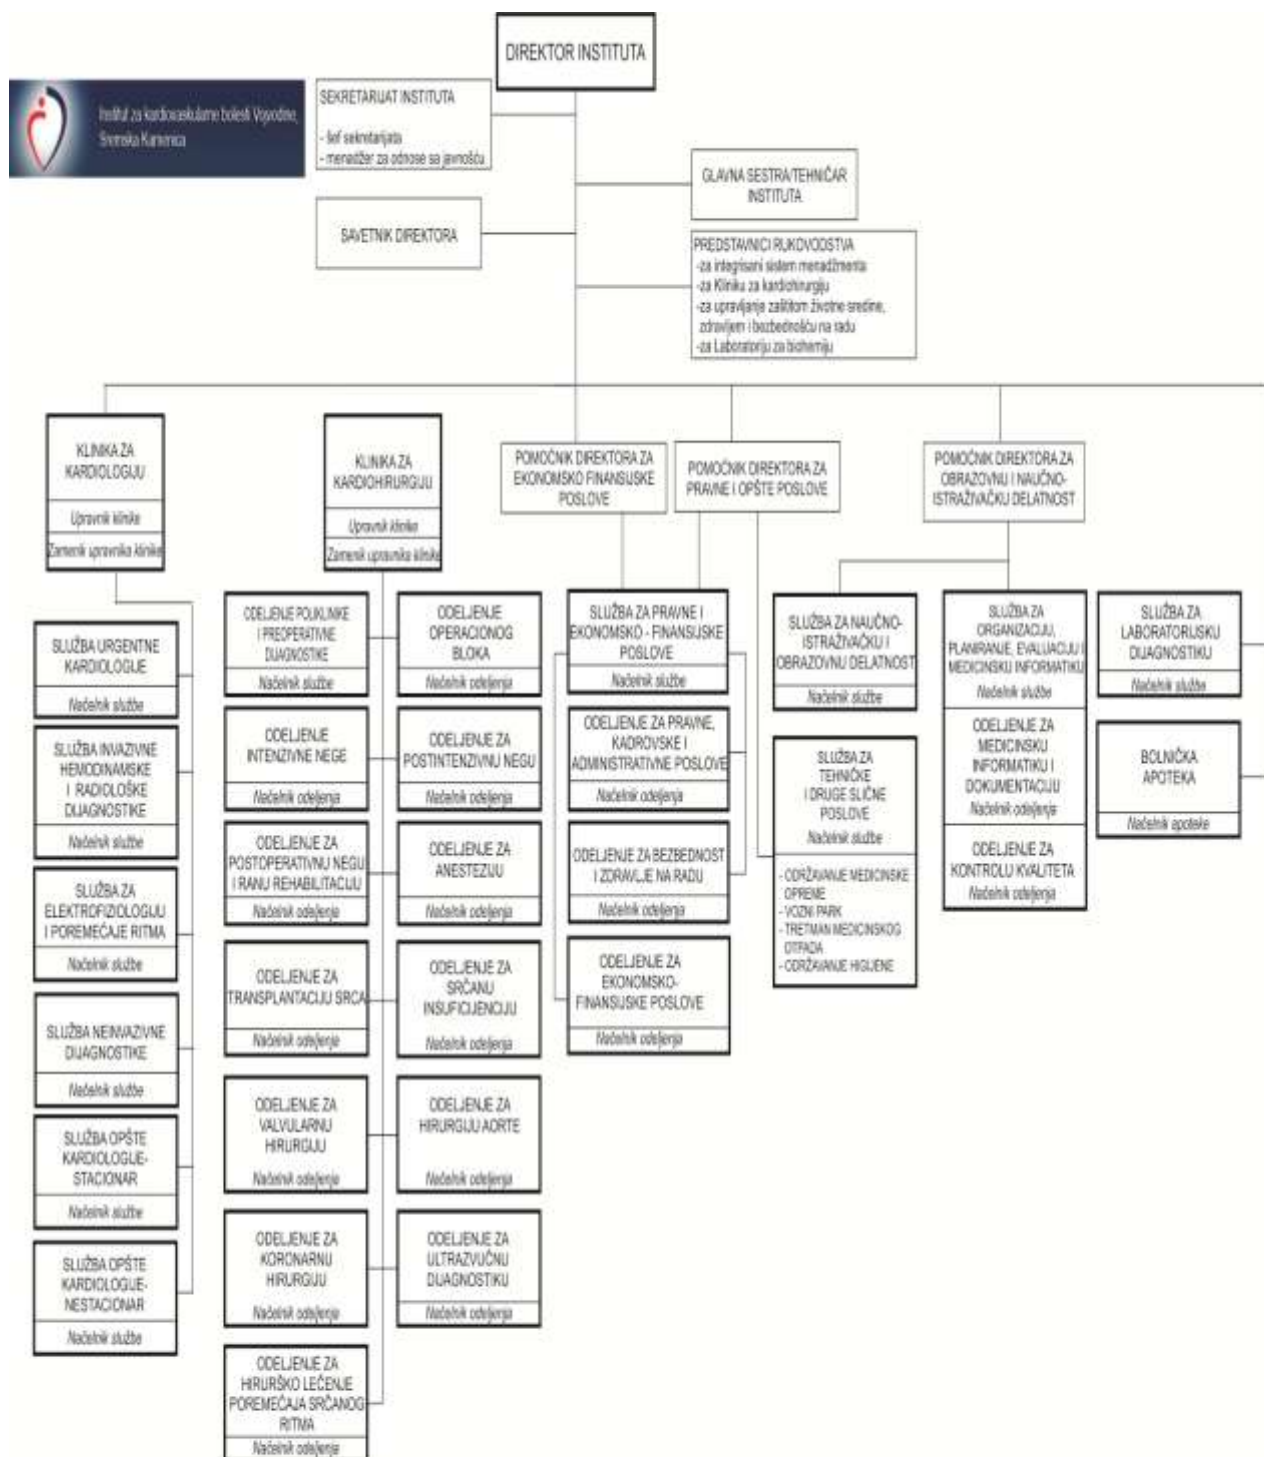 DIREKTOR INSTITUTA
Institut za kardiovaskularne bolesti Vojvodine,
Sremska Kamenica
SEKRETARIJAT INSTITUTA
- šef sekretarijata
- menadžer za odnose sa javnošću
GLAVNA SESTRA/TEHNIČAR
INSTITUTA
SAVETNIK DIREKTORA
PREDSTAVNICI RUKOVODSTVA
-za integrisani sistem menadžmenta
-za Kliniku za kardiohirurgiju
-za upravljanje zaštitom životne sredine,
zdravljem i bezbednošću na radu
-za Laboratoriju za biohemiju
KLINIKA ZA
KARDIOLOGIJU
Upravnik klinike
Zamenik upravnika klinike
KLINIKA ZA
KARDIOHIRURGIJU
Upravnik klinike
Zamenik upravnika klinike
POMOĆNIK DIREKTORA ZA
EKONOMSKO FINANSIJSKE
POSLOVE
POMOĆNIK DIREKTORA ZA
PRAVNE I OPŠTE POSLOVE
POMOĆNIK DIREKTORA ZA
OBRAZOVNU I NAUČNO-
ISTRAŽIVAČKU DELATNOST
SLUŽBA URGENTNE
KARDIOLOGIJE
Načelnik službe
SLUŽBA INVAZIVNE
HEMODINAMSKE
I RADIOLOŠKE
DIJAGNOSTIKE
Načelnik službe
SLUŽBA ZA
ELEKTROFIZIOLOGIJU
I POREMEĆAJE RITMA
Načelnik službe
SLUŽBA NEINVAZIVNE
DIJAGNOSTIKE
Načelnik službe
SLUŽBA OPŠTE
KARDIOLOGIJE-
STACIONAR
Načelnik službe
SLUŽBA OPŠTE
KARDIOLOGIJE-
NESTACIONAR
Načelnik službe
ODELJENJE POLIKLINIKE
I PREOPERATIVNE
DIJAGNOSTIKE
Načelnik službe
ODELJENJE
OPERACIONOG
BLOKA
Načelnik odeljenja
ODELJENJE
INTENZIVNE NEGE
Načelnik odeljenja
ODELJENJE ZA
POSTINTENZIVNU NEGU
Načelnik odeljenja
ODELJENJE ZA
POSTOPERATIVNU NEGU
I RANU REHABILITACIJU
Načelnik odeljenja
ODELJENJE ZA
ANESTEZIJU
Načelnik odeljenja
ODELJENJE ZA
TRANSPLANTACIJU SRCA
Načelnik odeljenja
ODELJENJE ZA
SRČANU
INSUFICIJENCIJU
Načelnik odeljenja
ODELJENJE ZA
VALVULARNU
HIRURGIJU
Načelnik odeljenja
ODELJENJE ZA
HIRURGIJU AORTE
Načelnik odeljenja
ODELJENJE ZA
KORONARNU
HIRURGIJU
Načelnik odeljenja
ODELJENJE ZA
ULTRAZVUČNU
DIJAGNOSTIKU
Načelnik odeljenja
ODELJENJE ZA
HIRURŠKO LEČENJE
POREMEĆAJA SRČANOG
RITMA
Načelnik odeljenja
SLUŽBA ZA PRAVNE I
EKONOMSKO - FINANSIJSKE
POSLOVE
Načelnik službe
ODELJENJE ZA PRAVNE,
KADROVSKE I
ADMINISTRATIVNE POSLOVE
Načelnik odeljenja
ODELJENJE ZA BEZBEDNOST
I ZDRAVLJE NA RADU
Načelnik odeljenja
ODELJENJE ZA
EKONOMSKO-
FINANSIJSKE POSLOVE
Načelnik odeljenja
SLUŽBA ZA NAUČNO-
ISTRAŽIVAČKU I
OBRAZOVNU DELATNOST
Načelnik službe
SLUŽBA ZA
TEHNIČKE
I DRUGE SLIČNE
POSLOVE
Načelnik službe
- ODRŽAVANJE MEDICINSKE
OPREME
- VOZNI PARK
- TRETMAN MEDICINSKOG
OTPADA
- ODRŽAVANJE HIGIJENE
SLUŽBA ZA
ORGANIZACIJU,
PLANIRANJE, EVALUACIJU I
MEDICINSKU INFORMATIKU
Načelnik službe
ODELJENJE ZA
MEDICINSKU
INFORMATIKU I
DOKUMENTACIJU
Načelnik odeljenja
ODELJENJE ZA
KONTROLU KVALITETA
Načelnik odeljenja
SLUŽBA ZA
LABORATORIJSKU
DIJAGNOSTIKU
Načelnik službe
BOLNIČKA
APOTEKA
Načelnik apoteke